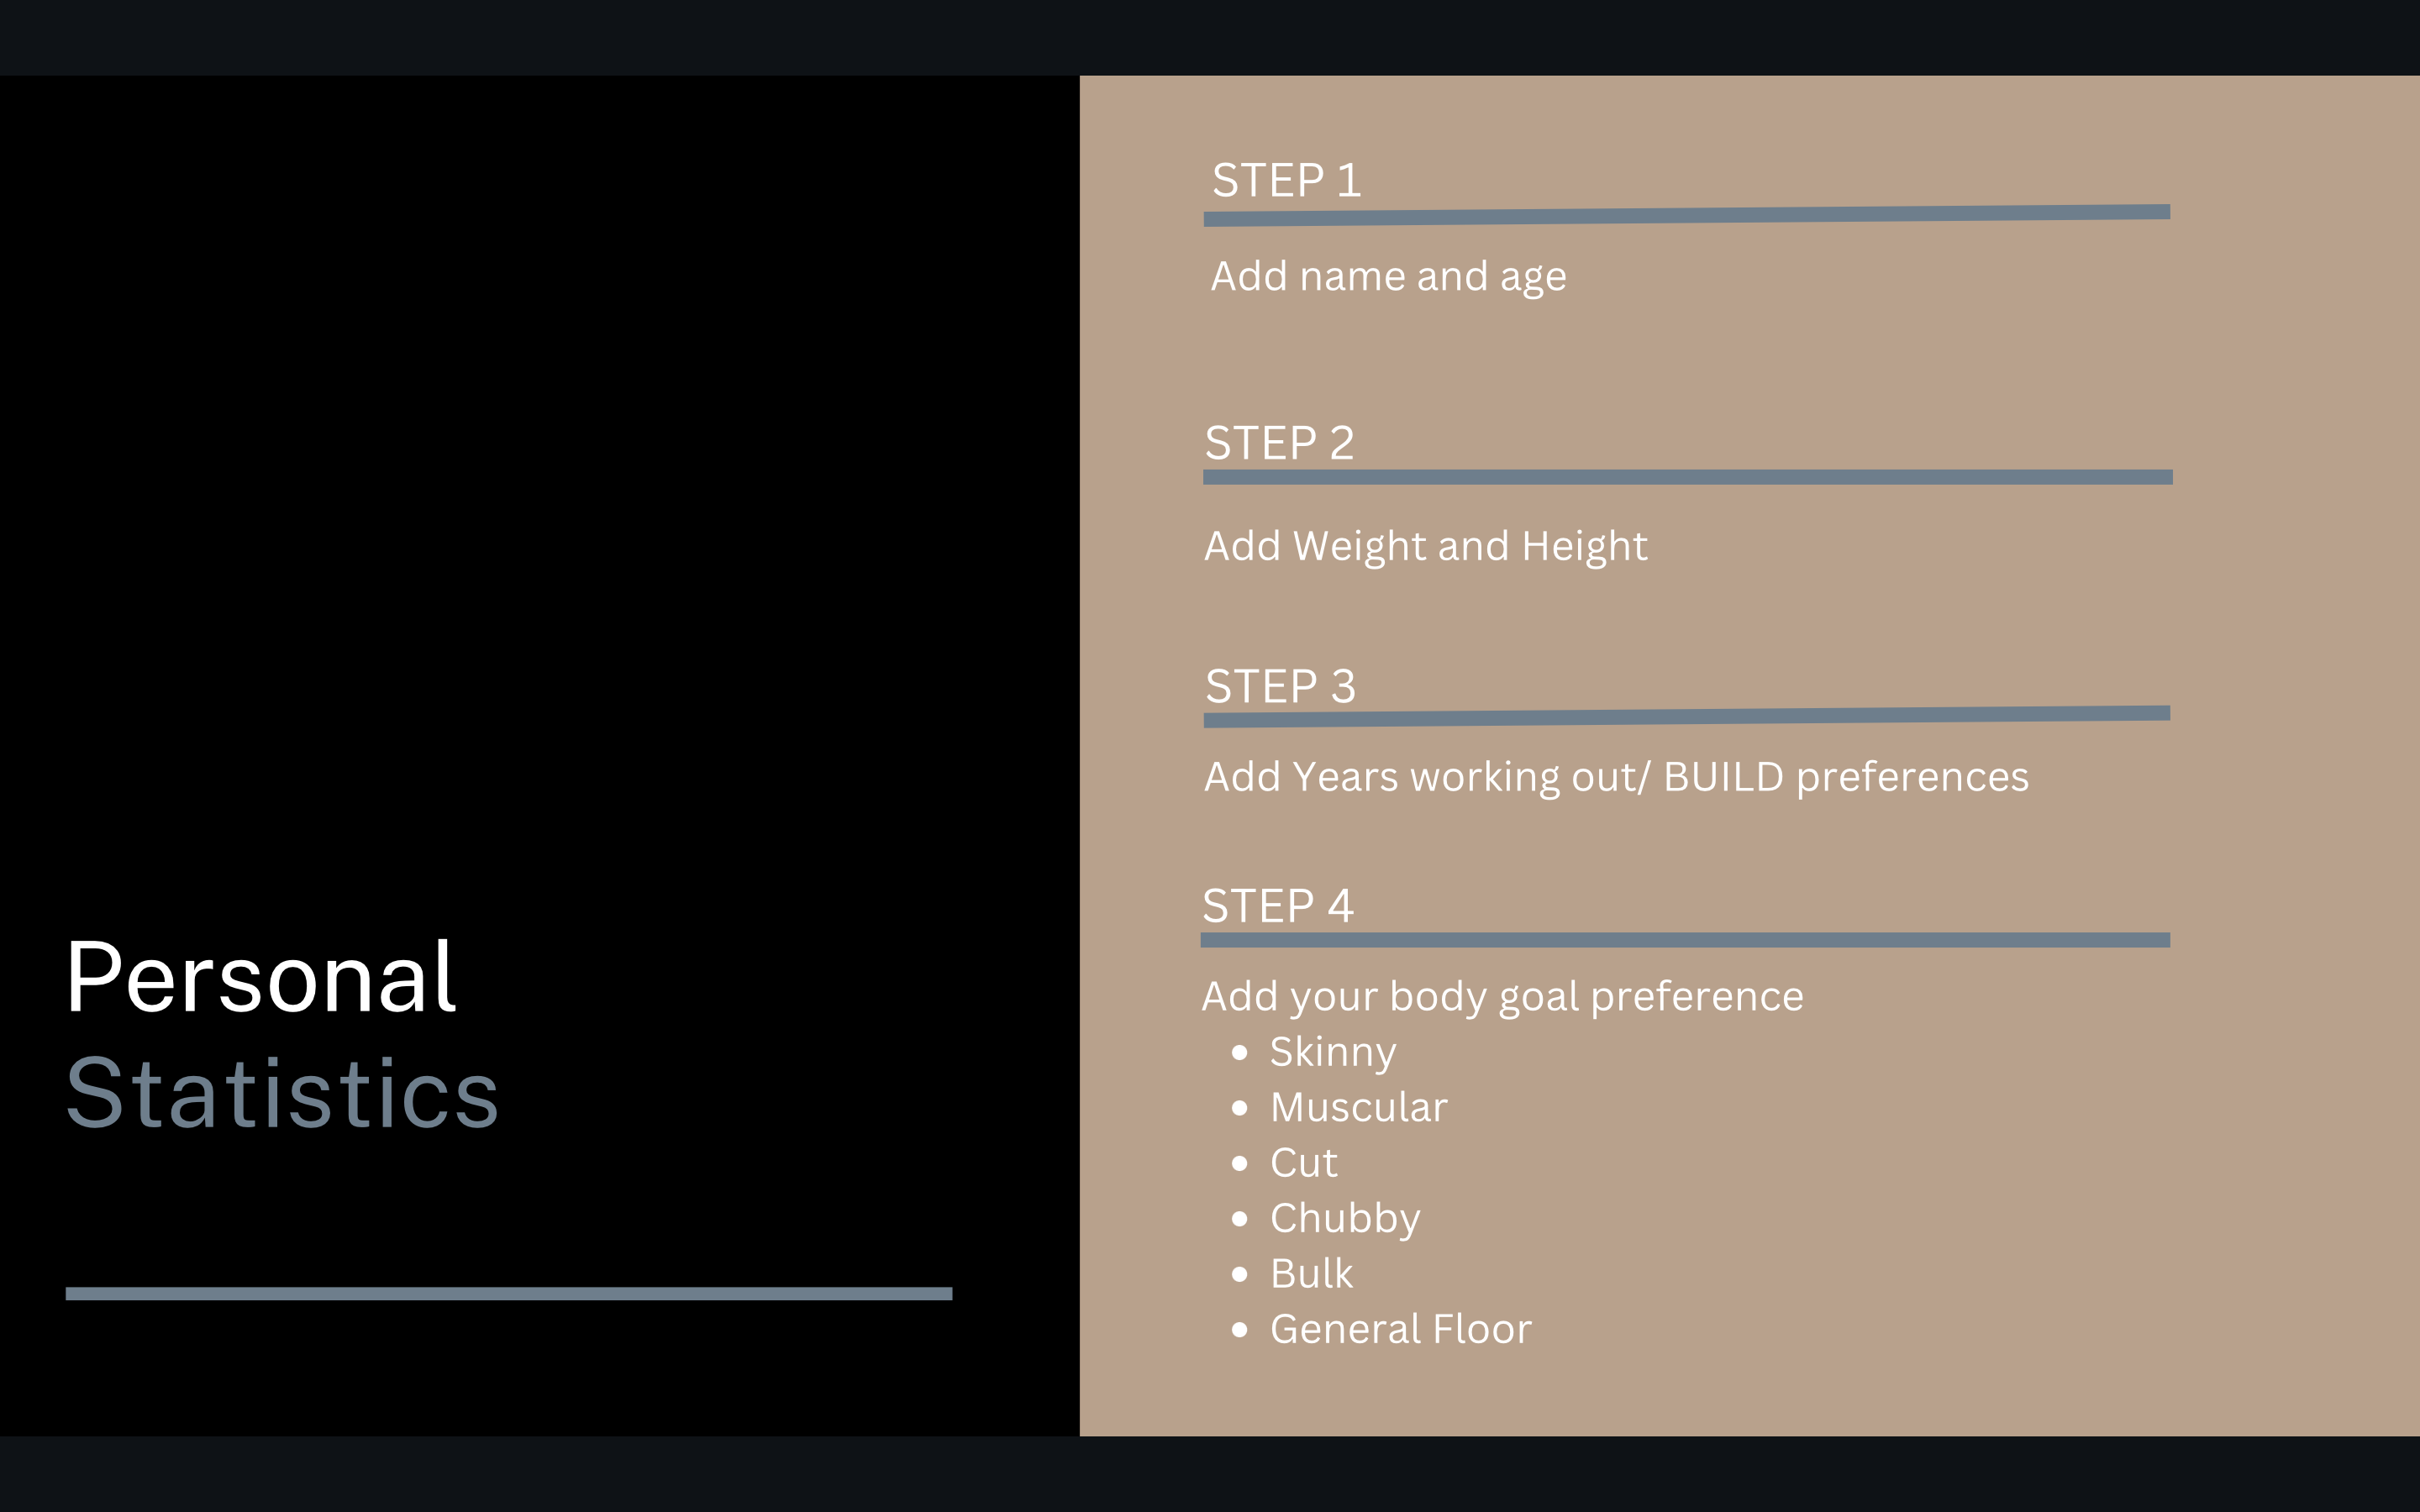 Personal
Statistics
STEP 1
Add name and age
STEP 2
Add Weight and Height
STEP 3
Add Years working out/ BUILD preferences
STEP 4
Add your body goal preference
Skinny
Muscular
Cut
Chubby
Bulk
General Floor